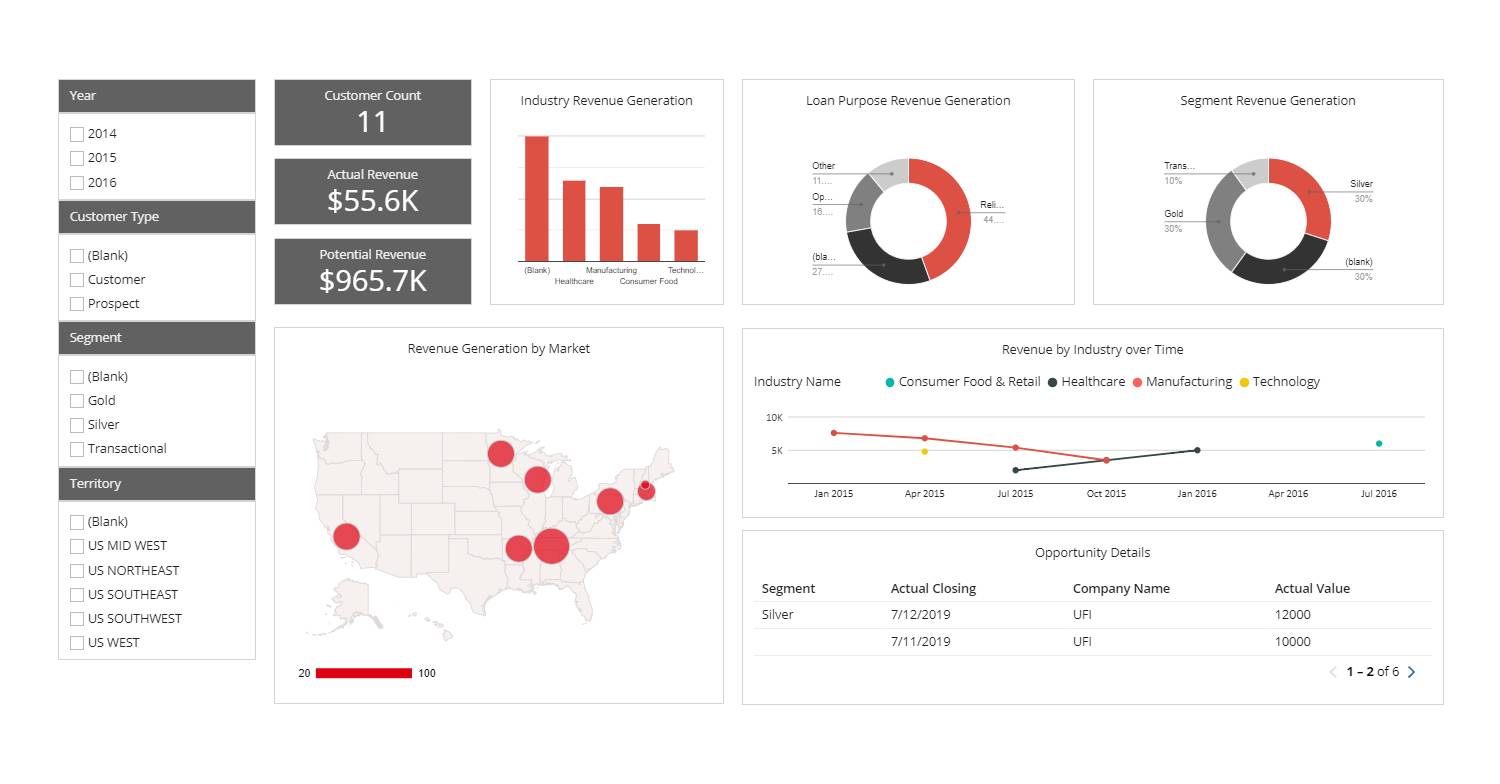 Year
2014
2015
2016
Customer Type
(Blank)
Customer
Prospect
Segment
(Blank)
Gold
Silver
Transactional
Territory
(Blank)
US MID WEST
US NORTHEAST
US SOUTHEAST
US SOUTHWEST
US WEST
Customer Count
11
Actual Revenue
$55.6K
Potential Revenue
$965.7K
Industry Revenue Generation
(Blank) Manufacturing Technol...
Healthcare Consumer Food
Loan Purpose Revenue Generation
Other
11....
Op...
16....
(bla...
27....
Reli...
44....
Segment Revenue Generation
Trans...
10%
Gold
30%
Silver
30%
(blank)
30%
Revenue Generation by Market
20 100
Revenue by Industry over Time
Industry Name Consumer Food & Retail Healthcare Manufacturing Technology
10K
5K
Jan 2015 Apr 2015 Jul 2015 Oct 2015 Jan 2016 Apr 2016 Jul 2016
Opportunity Details
Segment Actual Closing Company Name Actual Value
Silver 7/12/2019 UFI 12000
7/11/2019 UFI 10000
1 – 2 of 6